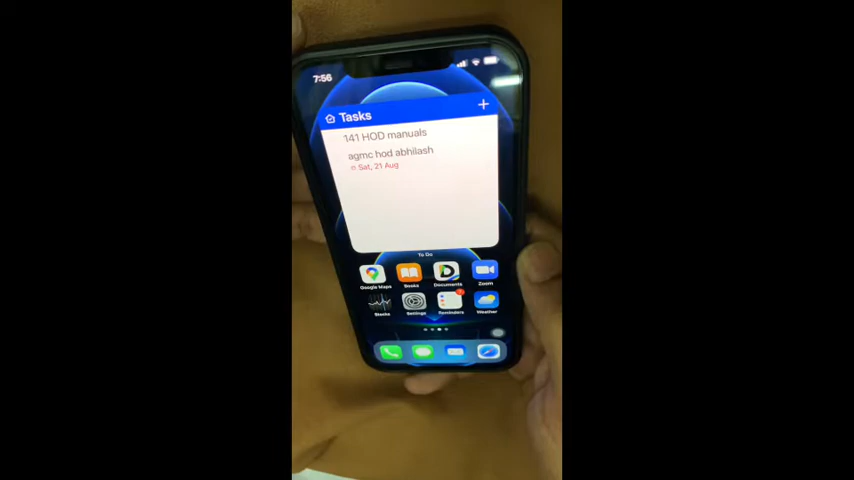 7:56
Tasks
141 HOD manuals
agmc hod abhilash
Sat, 21 Aug
To Do
Google Maps Books Documents Zoom
Stocks Settings Reminders Weather